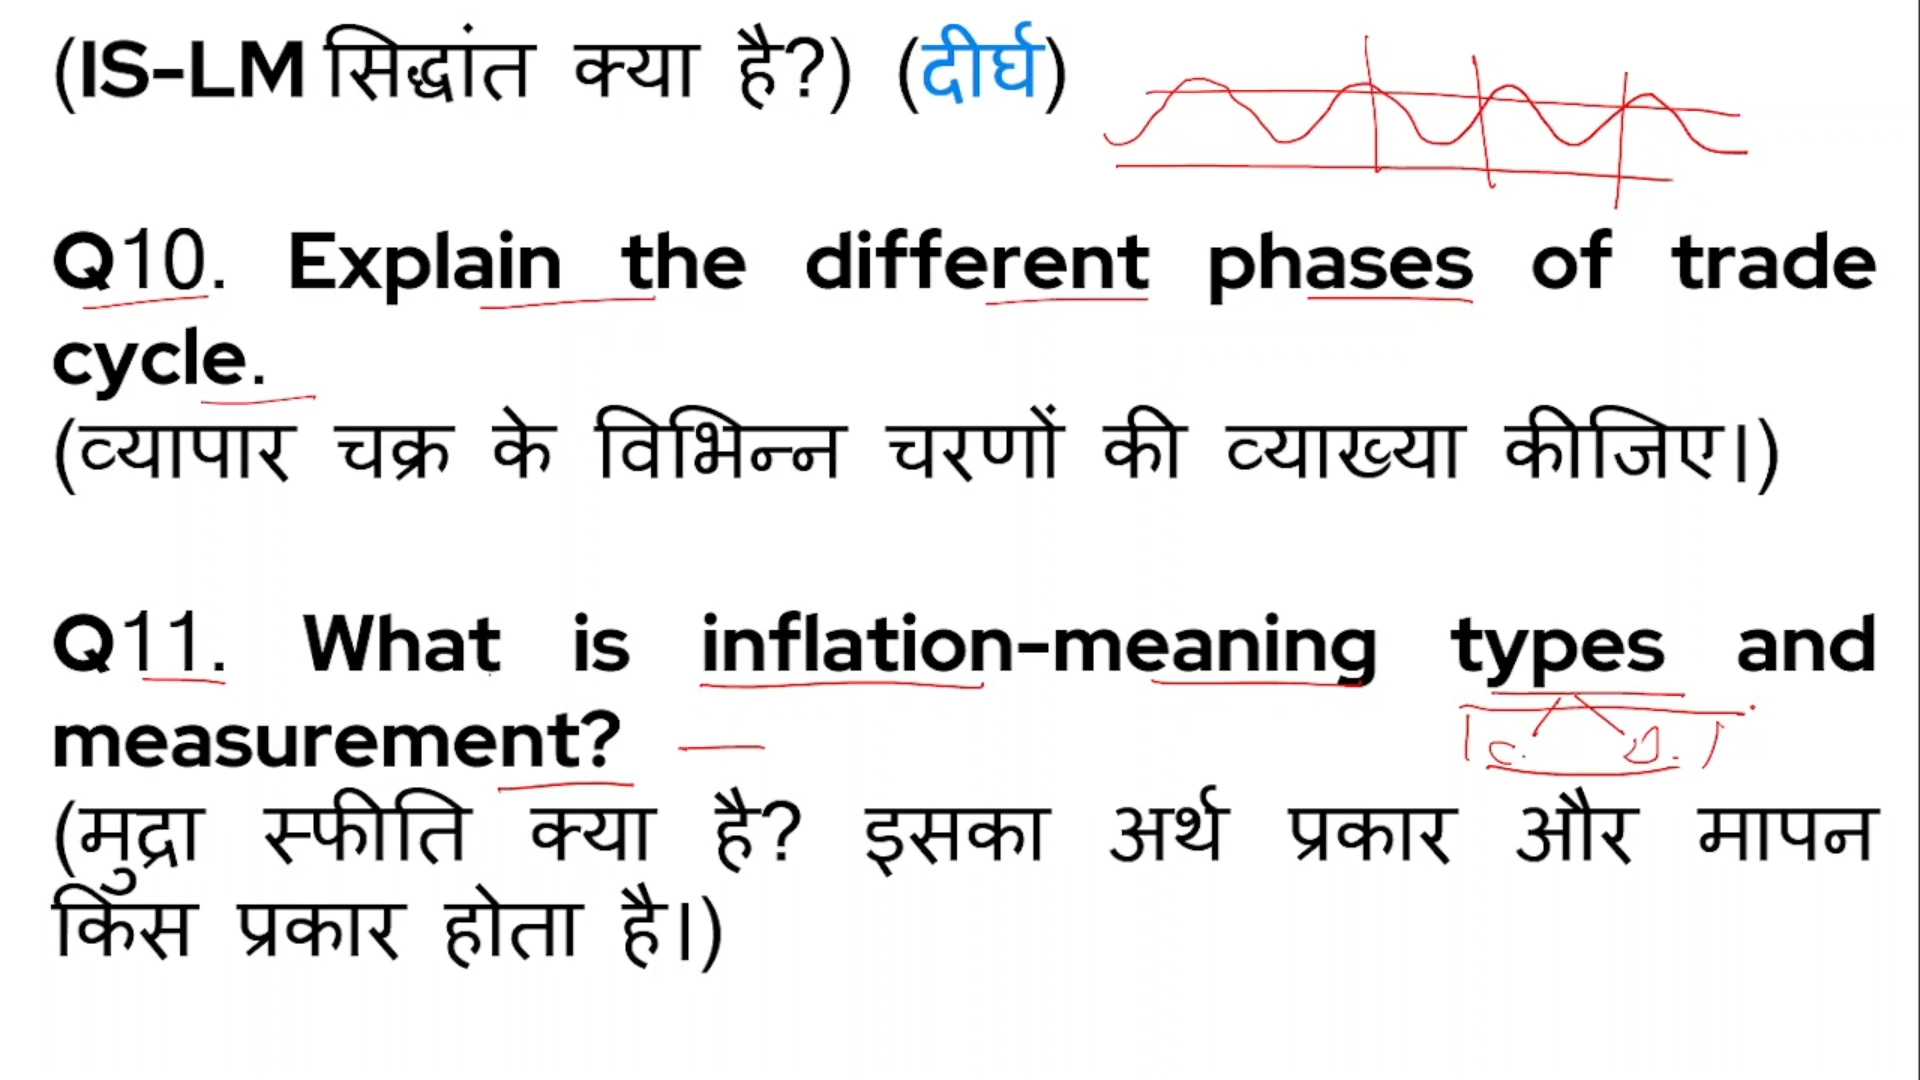 (IS-LM सिद्धांत क्या है?) (दीर्घ)
Q10. Explain the different phases of trade
cycle.
(व्यापार चक्र के विभिन्न चरणों की व्याख्या कीजिए।)
Q11. What is inflation-meaning types and
measurement?
C. D.
(मुद्रा स्फीति क्या है? इसका अर्थ प्रकार और मापन
किस प्रकार होता है।)